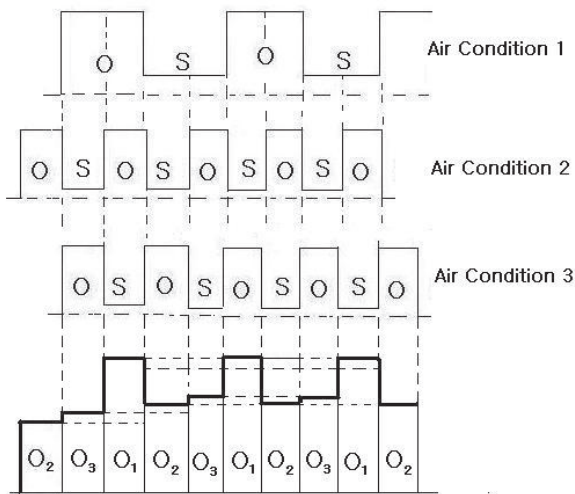 O S O S Air Condition 1
O S O S O S O S O Air Condition 2
O S O S O S O S O Air Condition 3
O₂ O₃ O₁ O₂ O₃ O₁ O₂ O₃ O₁ O₂